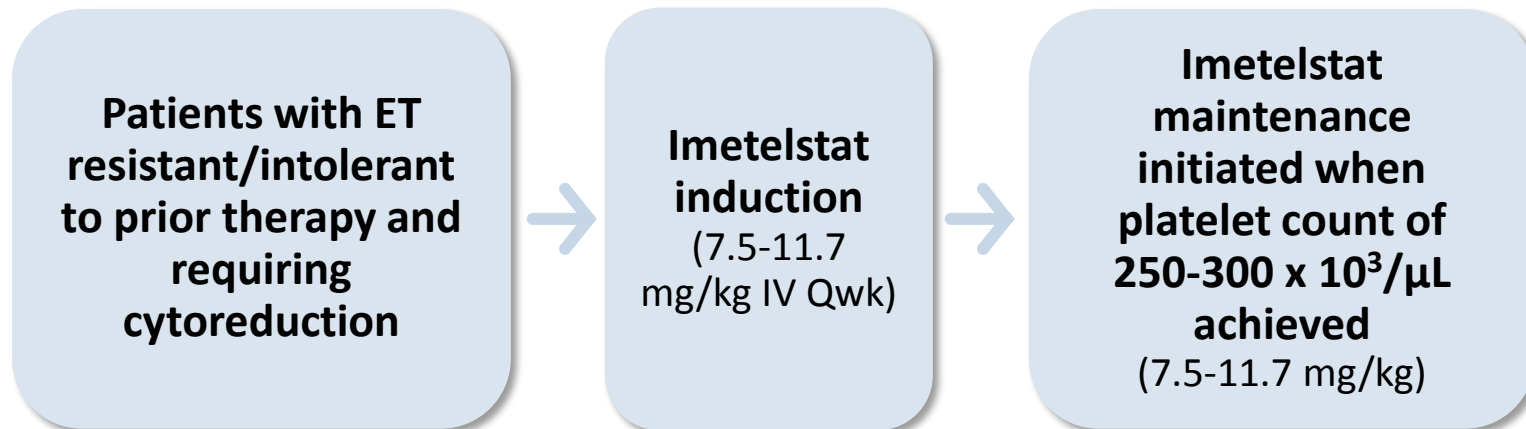 Patients with ET
resistant/intolerant
to prior therapy and
requiring
cytoreduction
Imetelstat
induction
(7.5-11.7
mg/kg IV Qwk)
Imetelstat
maintenance
initiated when
platelet count of
250-300 x 10³/µL
achieved
(7.5-11.7 mg/kg)